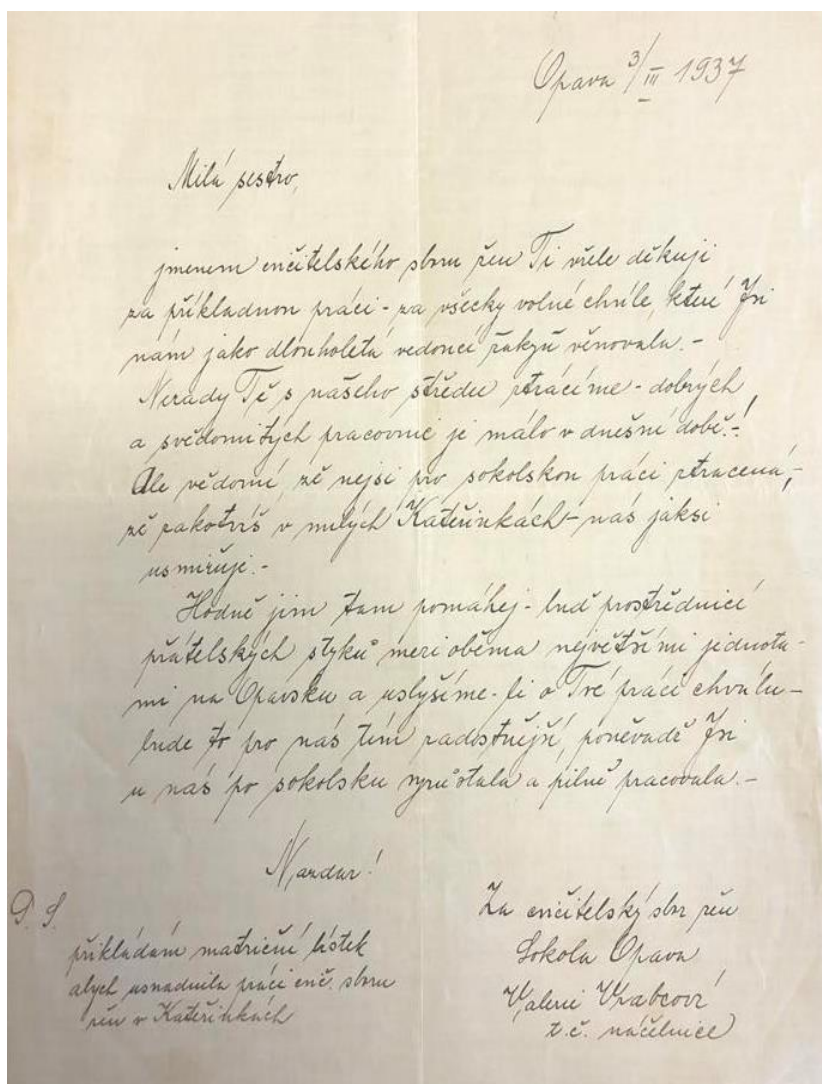 Opava 3/III 1937
Milá sestro,
jmenem cvičitelského sboru žen Ti vřele děkuji
za příkladnou práci - za všecky volné chvíle, které Jsi
nám jako dlouholetá vedoucí žákyň věnovala. -
Nerady Tě s našeho středu ztrácíme - dobrých
a svědomitých pracovnic je málo v dnešní době. -!
Ale vědomí, že nejsi pro sokolskou práci ztracená, -
že zakotvíš v milých Kateřinkách - nás jaksi
usmiřuje. -
Hodně jim tam pomáhej - buď prostřednicí
přátelských styků mezi oběma největšími jednota-
mi na Opavsku a uslyšíme-li o Tvé práci chválu -
bude to pro nás tím radostnější, poněvadž Jsi
u nás po sokolsku vyrůstala a pilně pracovala. -
Nazdar!
P. S.
přikládám matriční lístek
abych usnadnila práci cvič. sboru
žen v Kateřinkách
Za cvičitelský sbor žen
Sokola Opava
Valerie Vrabcová
t.č. náčelnice